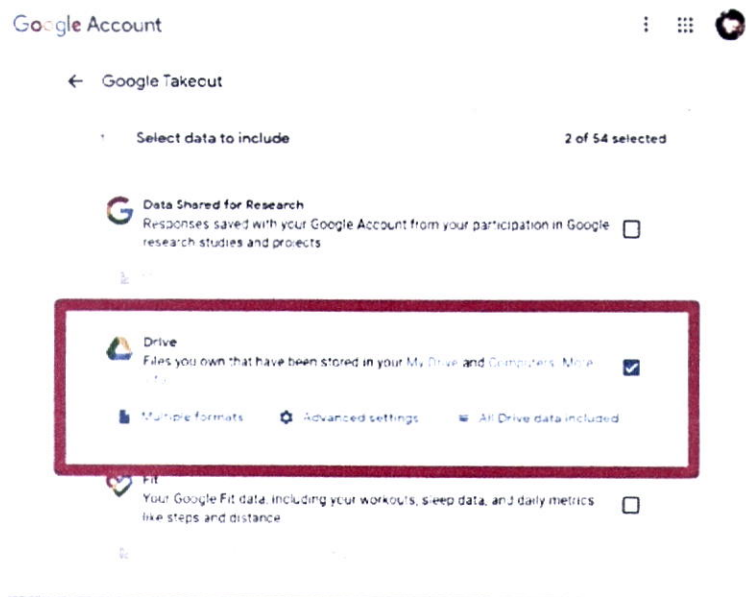 Google Account
Google Takeout
Select data to include
2 of 54 selected
Data Shared for Research
Responses saved with your Google Account from your participation in Google
research studies and projects
Drive
Files you own that have been stored in your My Drive and Computers. More
Multiple formats
Advanced settings
All Drive data included
Fit
Your Google Fit data, including your workouts, sleep data, and daily metrics
like steps and distance